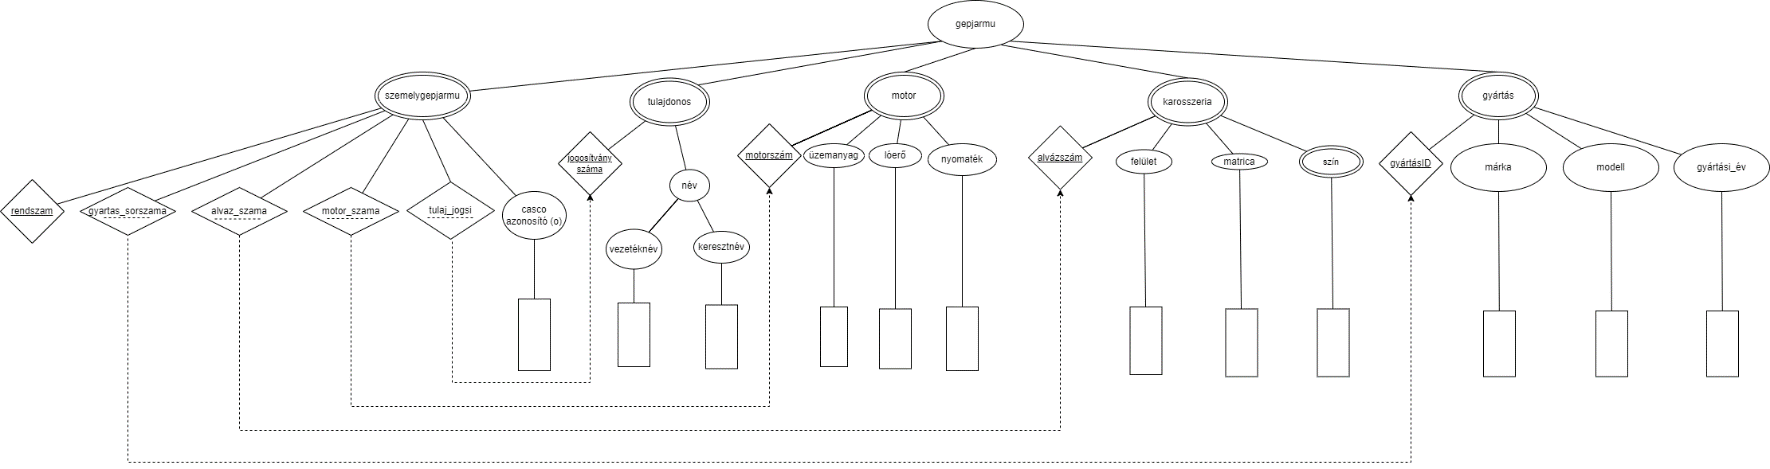 gepjarmu
szemelygepjarmu
tulajdonos
motor
karosszeria
gyártás
rendszam
gyartas_sorszama
alvaz_szama
motor_szama
tulaj_jogsi
casco
azonosító (o)
jogosítvány
száma
név
vezetéknév
keresztnév
motorszám
üzemanyag
lóerő
nyomaték
alvázszám
felület
matrica
szín
gyártásID
márka
modell
gyártási_év